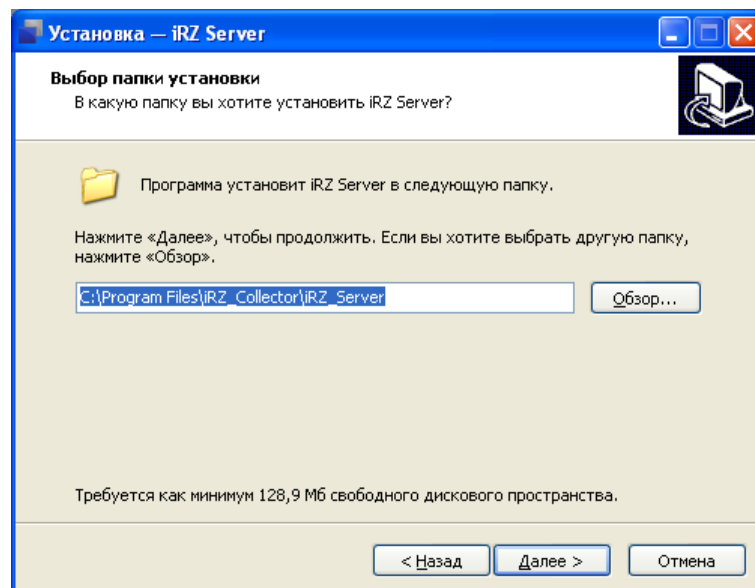 Установка — iRZ Server
Выбор папки установки
В какую папку вы хотите установить iRZ Server?
Программа установит iRZ Server в следующую папку.
Нажмите «Далее», чтобы продолжить. Если вы хотите выбрать другую папку,
нажмите «Обзор».
C:\Program Files\iRZ_Collector\iRZ_Server
Обзор...
Требуется как минимум 128,9 Мб свободного дискового пространства.
< Назад
Далее >
Отмена